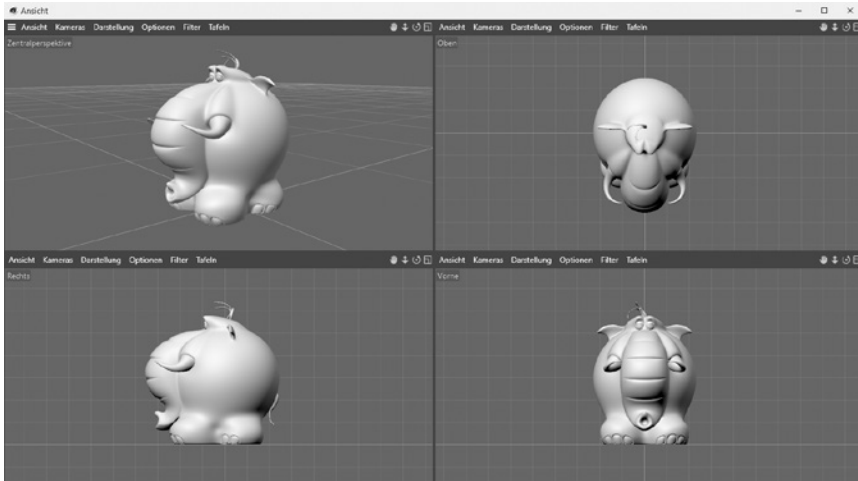 Ansicht
Ansicht Kameras Darstellung Optionen Filter Tafeln
Zentralperspektive
Ansicht Kameras Darstellung Optionen Filter Tafeln
Oben
Ansicht Kameras Darstellung Optionen Filter Tafeln
Rechts
Ansicht Kameras Darstellung Optionen Filter Tafeln
Vorne